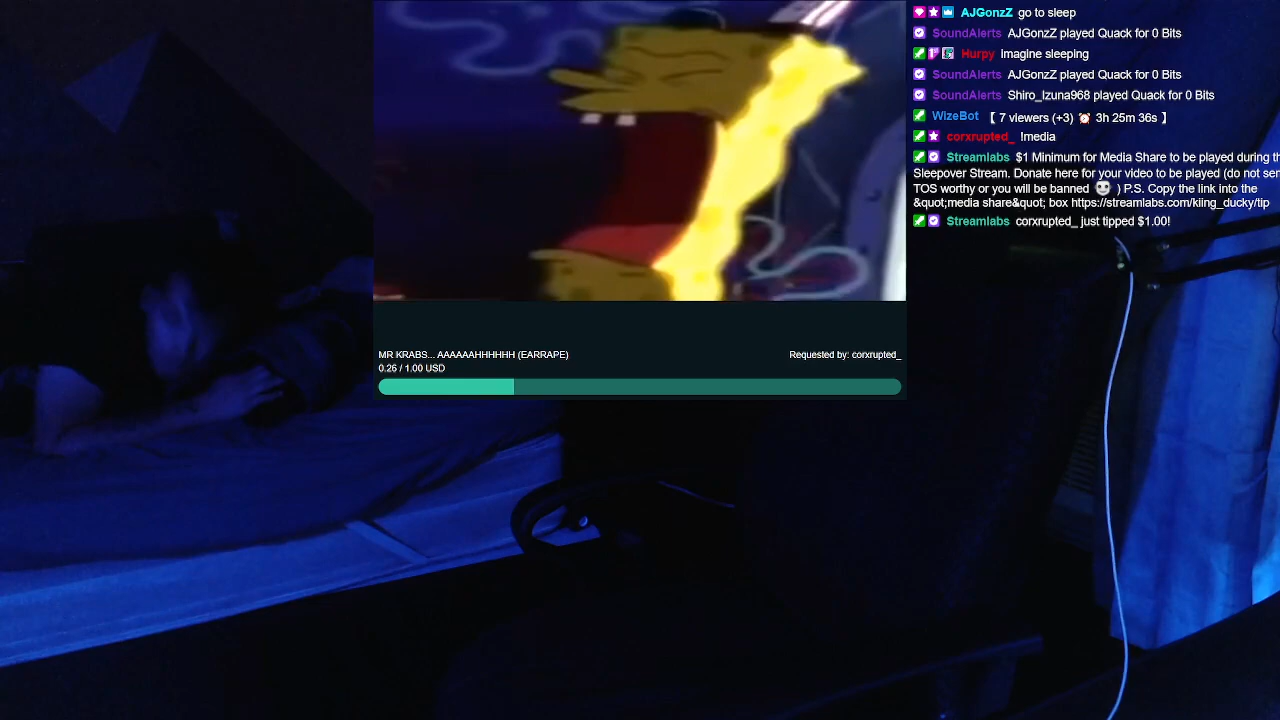 AJGonzZ go to sleep
SoundAlerts AJGonzZ played Quack for 0 Bits
Hurpy Imagine sleeping
SoundAlerts AJGonzZ played Quack for 0 Bits
SoundAlerts Shiro_Izuna968 played Quack for 0 Bits
WizeBot 【 7 viewers (+3) ⏰ 3h 25m 36s 】
corxrupted_ !media
Streamlabs $1 Minimum for Media Share to be played during th
Sleepover Stream. Donate here for your video to be played (do not sen
TOS worthy or you will be banned ) P.S. Copy the link into the
&quot;media share&quot; box https://streamlabs.com/kiing_ducky/tip
Streamlabs corxrupted_ just tipped $1.00!
MR KRABS... AAAAAAHHHHHH (EARRAPE)
Requested by: corxrupted_
0.26 / 1.00 USD